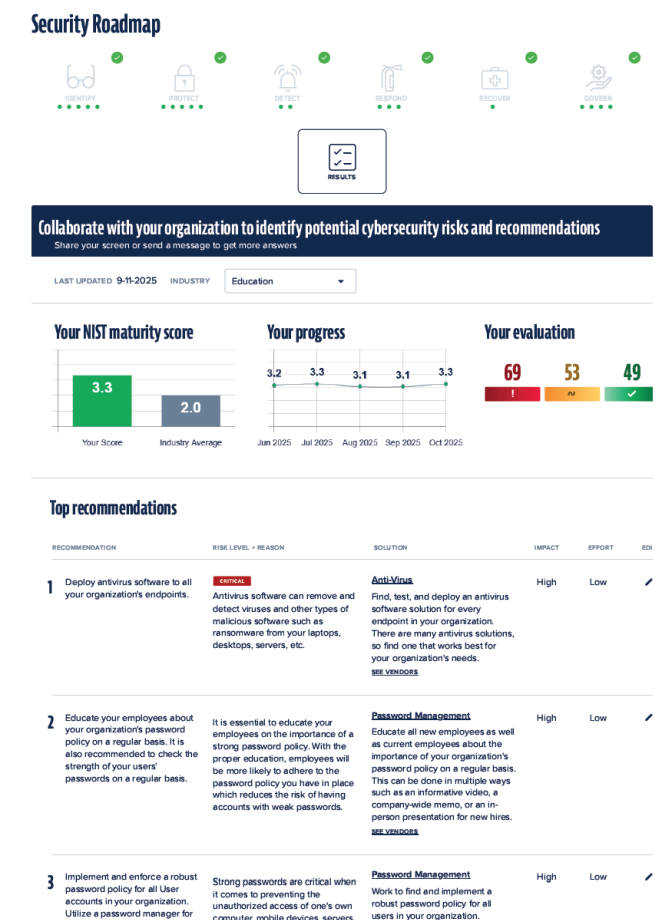 Security Roadmap
IDENTIFY
PROTECT
DETECT
RESPOND
RECOVER
GOVERN
RESULTS
Collaborate with your organization to identify potential cybersecurity risks and recommendations
Share your screen or send a message to get more answers
LAST UPDATED 9-11-2025 INDUSTRY Education
Your NIST maturity score
3.3
2.0
Your Score
Industry Average
Your progress
3.2 3.3 3.1 3.1 3.3
Jun 2025 Jul 2025 Aug 2025 Sep 2025 Oct 2025
Your evaluation
69 53 49
!
Top recommendations
RECOMMENDATION RISK LEVEL + REASON SOLUTION IMPACT EFFORT EDI
1
Deploy antivirus software to all
your organization's endpoints.
CRITICAL
Antivirus software can remove and
detect viruses and other types of
malicious software such as
ransomware from your laptops,
desktops, servers, etc.
Anti-Virus
Find, test, and deploy an antivirus
software solution for every
endpoint in your organization.
There are many antivirus solutions,
so find one that works best for
your organization's needs.
SEE VENDORS
High
Low
2
Educate your employees about
your organization's password
policy on a regular basis. It is
also recommended to check the
strength of your users'
passwords on a regular basis.
It is essential to educate your
employees on the importance of a
strong password policy. With the
proper education, employees will
be more likely to adhere to the
password policy you have in place
which reduces the risk of having
accounts with weak passwords.
Password Management
Educate all new employees as well
as current employees about the
importance of your organization's
password policy on a regular basis.
This can be done in multiple ways
such as an informative video, a
company-wide memo, or an in-
person presentation for new hires.
SEE VENDORS
High
Low
3
Implement and enforce a robust
password policy for all User
accounts in your organization.
Utilize a password manager for
Strong passwords are critical when
it comes to preventing the
unauthorized access of one's own
computer, mobile devices, servers
Password Management
Work to find and implement a
robust password policy for all
users in your organization.
High
Low